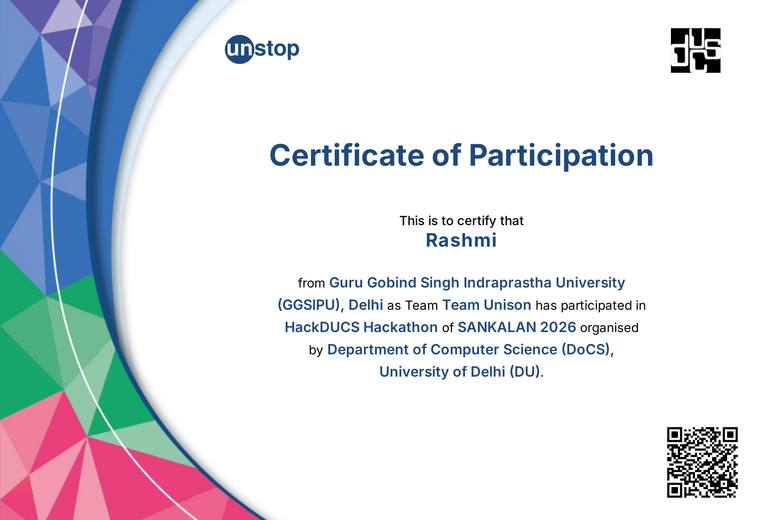 unstop
ducs
Certificate of Participation
This is to certify that
Rashmi
from Guru Gobind Singh Indraprastha University
(GGSIPU), Delhi as Team Team Unison has participated in
HackDUCS Hackathon of SANKALAN 2026 organised
by Department of Computer Science (DoCS),
University of Delhi (DU).